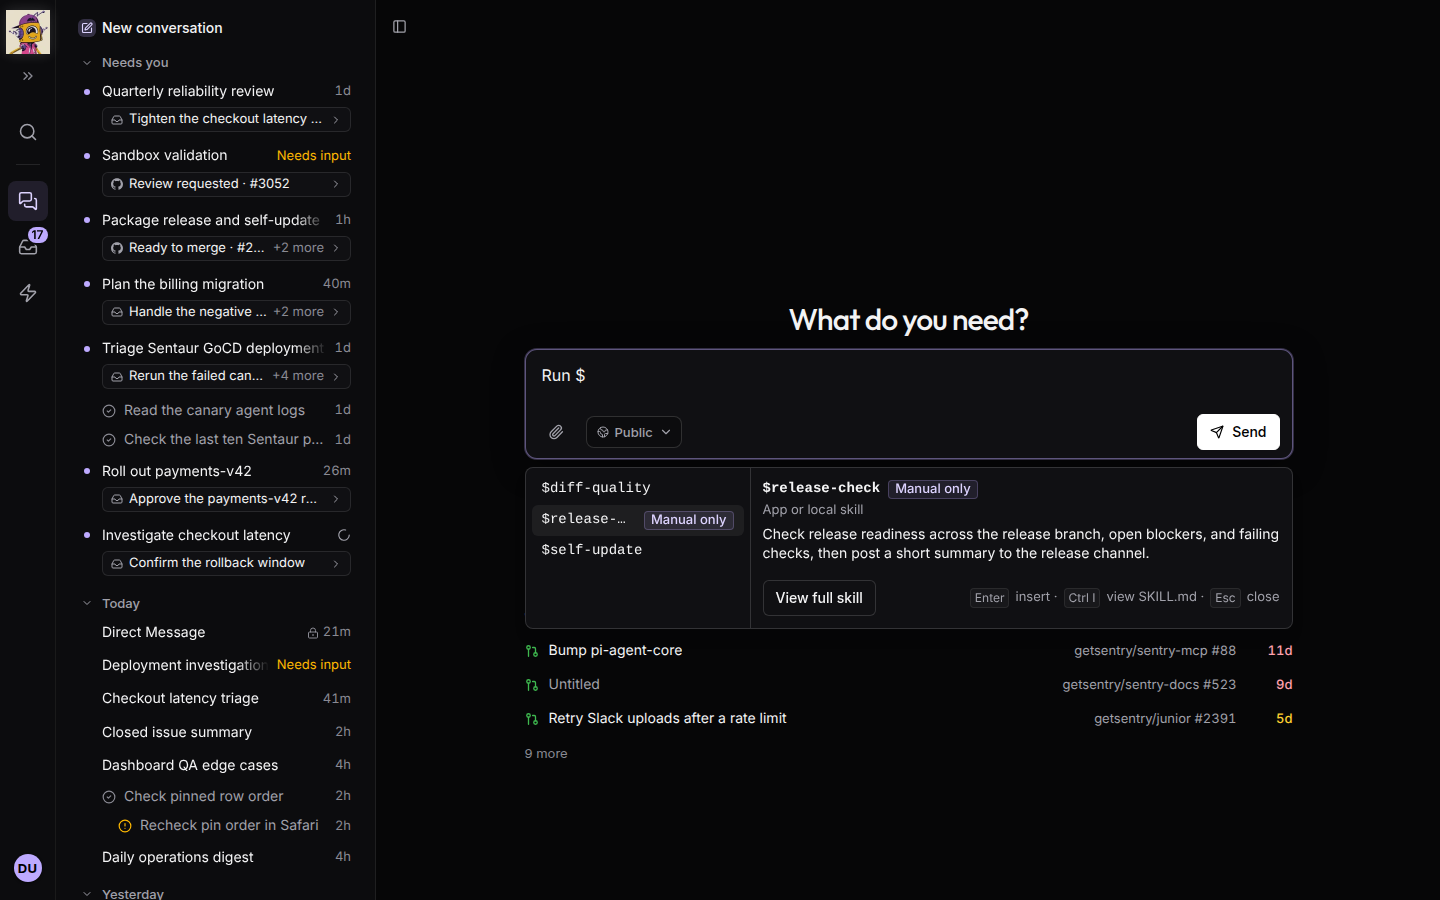 New conversation
Needs you
Quarterly reliability review 1d
Tighten the checkout latency ...
Sandbox validation Needs input
Review requested · #3052
Package release and self-update 1h
Ready to merge · #2... +2 more
17
Plan the billing migration 40m
Handle the negative ... +2 more
Triage Sentaur GoCD deployment 1d
Rerun the failed can... +4 more
Read the canary agent logs 1d
Check the last ten Sentaur p... 1d
Roll out payments-v42 26m
Approve the payments-v42 r...
Investigate checkout latency
Confirm the rollback window
Today
Direct Message 21m
Deployment investigation Needs input
Checkout latency triage 41m
Closed issue summary 2h
Dashboard QA edge cases 4h
Check pinned row order 2h
Recheck pin order in Safari 2h
Daily operations digest 4h
Yesterday
DU
What do you need?
Run $
Public
Send
$diff-quality
$release-… Manual only
$self-update
$release-check Manual only
App or local skill
Check release readiness across the release branch, open blockers, and failing
checks, then post a short summary to the release channel.
View full skill
Enter insert · Ctrl I view SKILL.md · Esc close
Bump pi-agent-core getsentry/sentry-mcp #88 11d
Untitled getsentry/sentry-docs #523 9d
Retry Slack uploads after a rate limit getsentry/junior #2391 5d
9 more